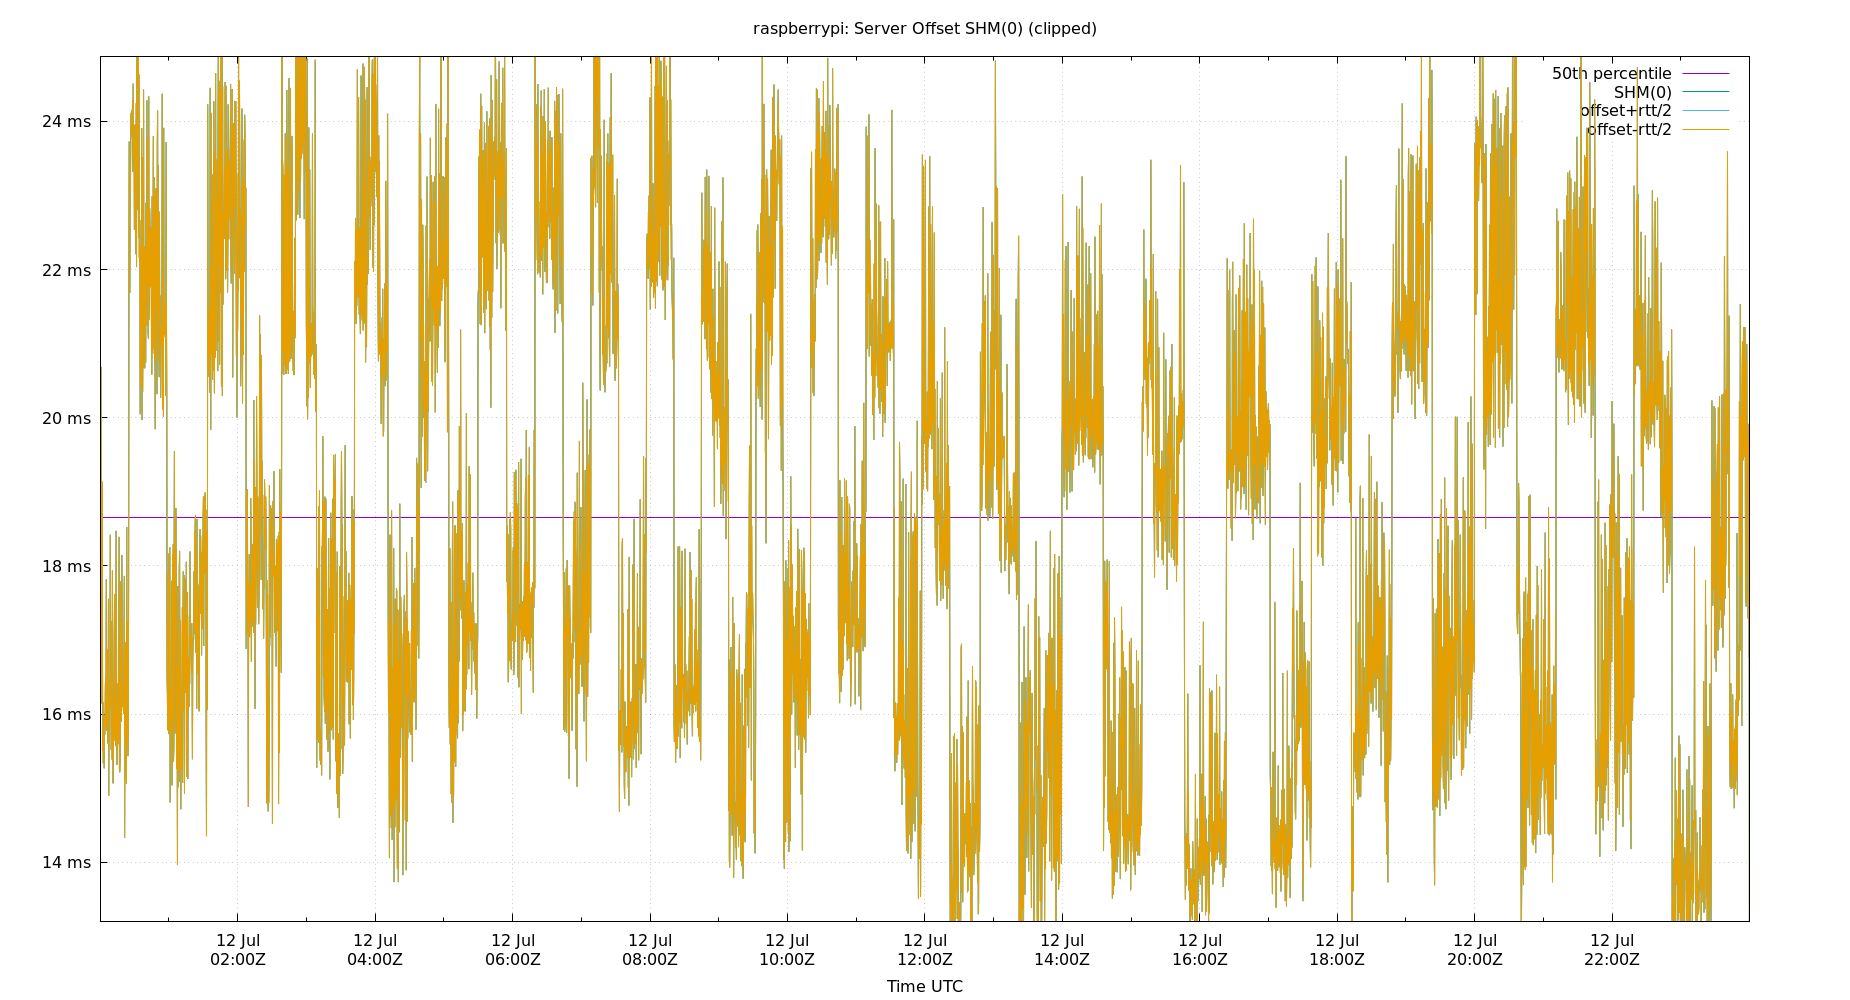 raspberrypi: Server Offset SHM(0) (clipped)
50th percentile
SHM(0)
offset+rtt/2
offset-rtt/2
24 ms
22 ms
20 ms
18 ms
16 ms
14 ms
12 Jul 12 Jul 12 Jul 12 Jul 12 Jul 12 Jul 12 Jul 12 Jul 12 Jul 12 Jul 12 Jul
02:00Z 04:00Z 06:00Z 08:00Z 10:00Z 12:00Z 14:00Z 16:00Z 18:00Z 20:00Z 22:00Z
Time UTC